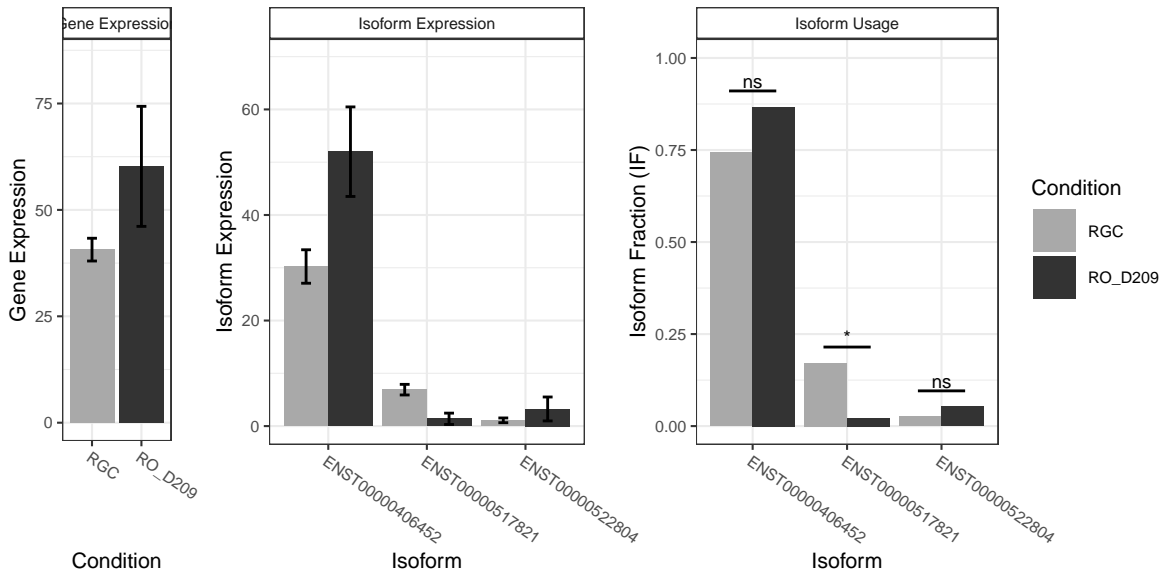 Gene Expression
Isoform Expression
Isoform Usage
Gene Expression
75
50
25
0
RGC
RO_D209
Condition
Isoform Expression
60
40
20
0
ENST00000406452
ENST00000517821
ENST00000522804
Isoform
Isoform Fraction (IF)
1.00
0.75
0.50
0.25
0.00
ns
*
ns
ENST00000406452
ENST00000517821
ENST00000522804
Isoform
Condition
RGC
RO_D209